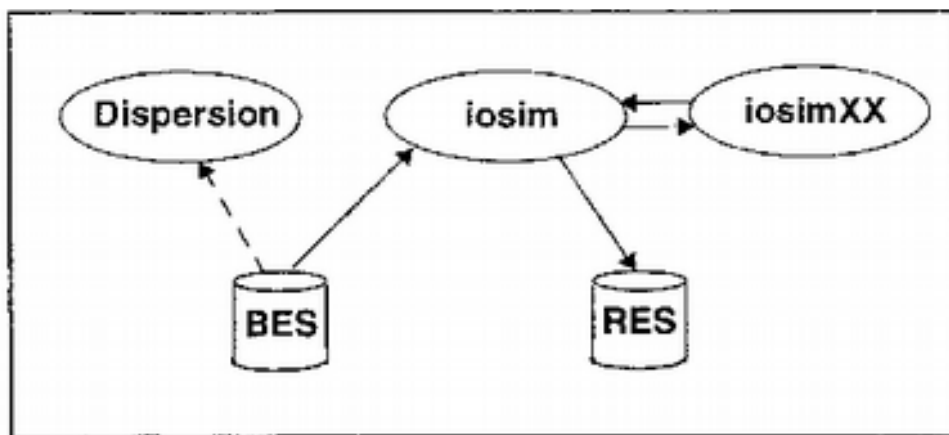 Dispersion
iosim
iosimXX
BES
RES